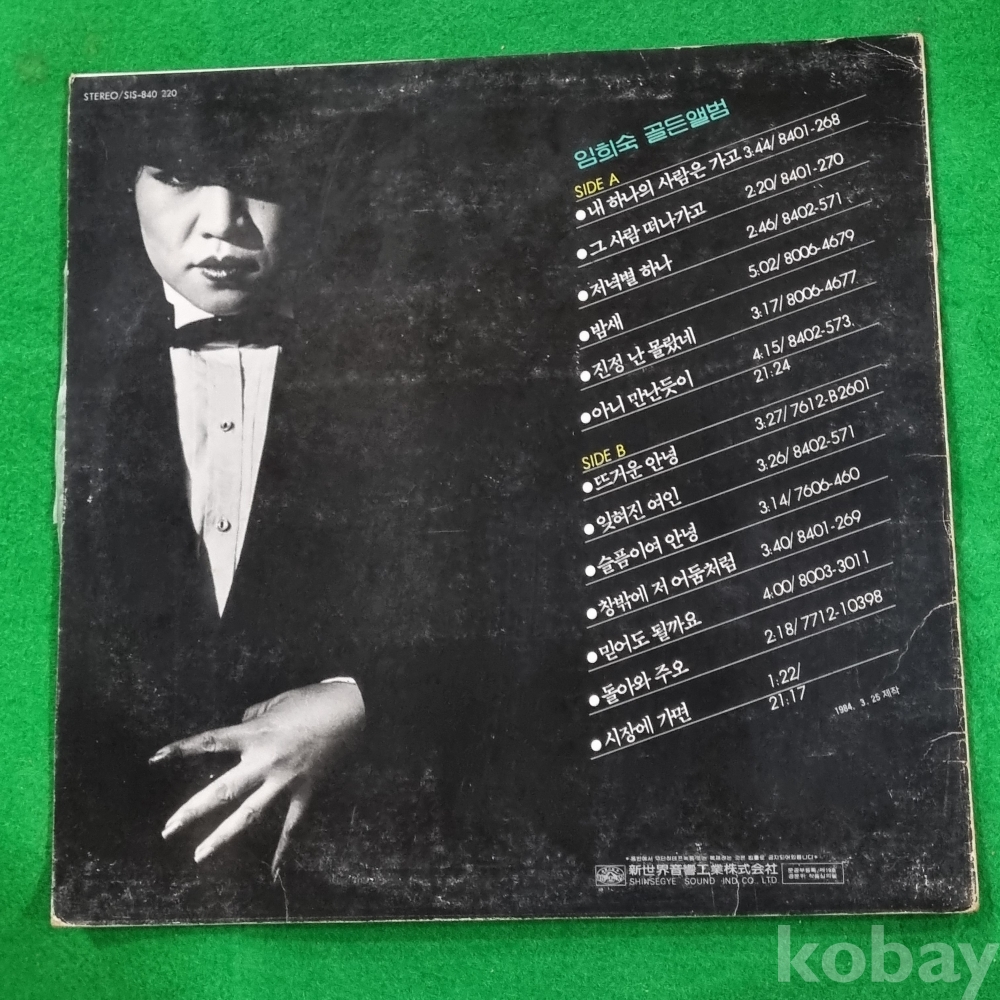 STEREO/SIS-840 220
임희숙 골든앨범
SIDE A
●내 하나의 사람은 가고 3:44/ 8401-268
●그 사람 떠나가고 2:20/ 8401-270
●저녁별 하나 2:46/ 8402-571
●밤새 5:02/ 8006-4679
●진정 난 몰랐네 3:17/ 8006-4677
●아니 만난듯이 4:15/ 8402-573
21:24
SIDE B
●뜨거운 안녕 3:27/ 7612-B2601
●잊혀진 여인 3:26/ 8402-571
●슬픔이여 안녕 3:14/ 7606-460
●창밖에 저 어둠처럼 3:40/ 8401-269
●믿어도 될까요 4:00/ 8003-3011
●돌아와 주오 2:18/ 7712-10398
●시장에 가면 1:22/
21:17
1984. 3. 25 제작
新世界音響工業株式会社
SHINSEGYE SOUND IND. CO. LTD
kobay